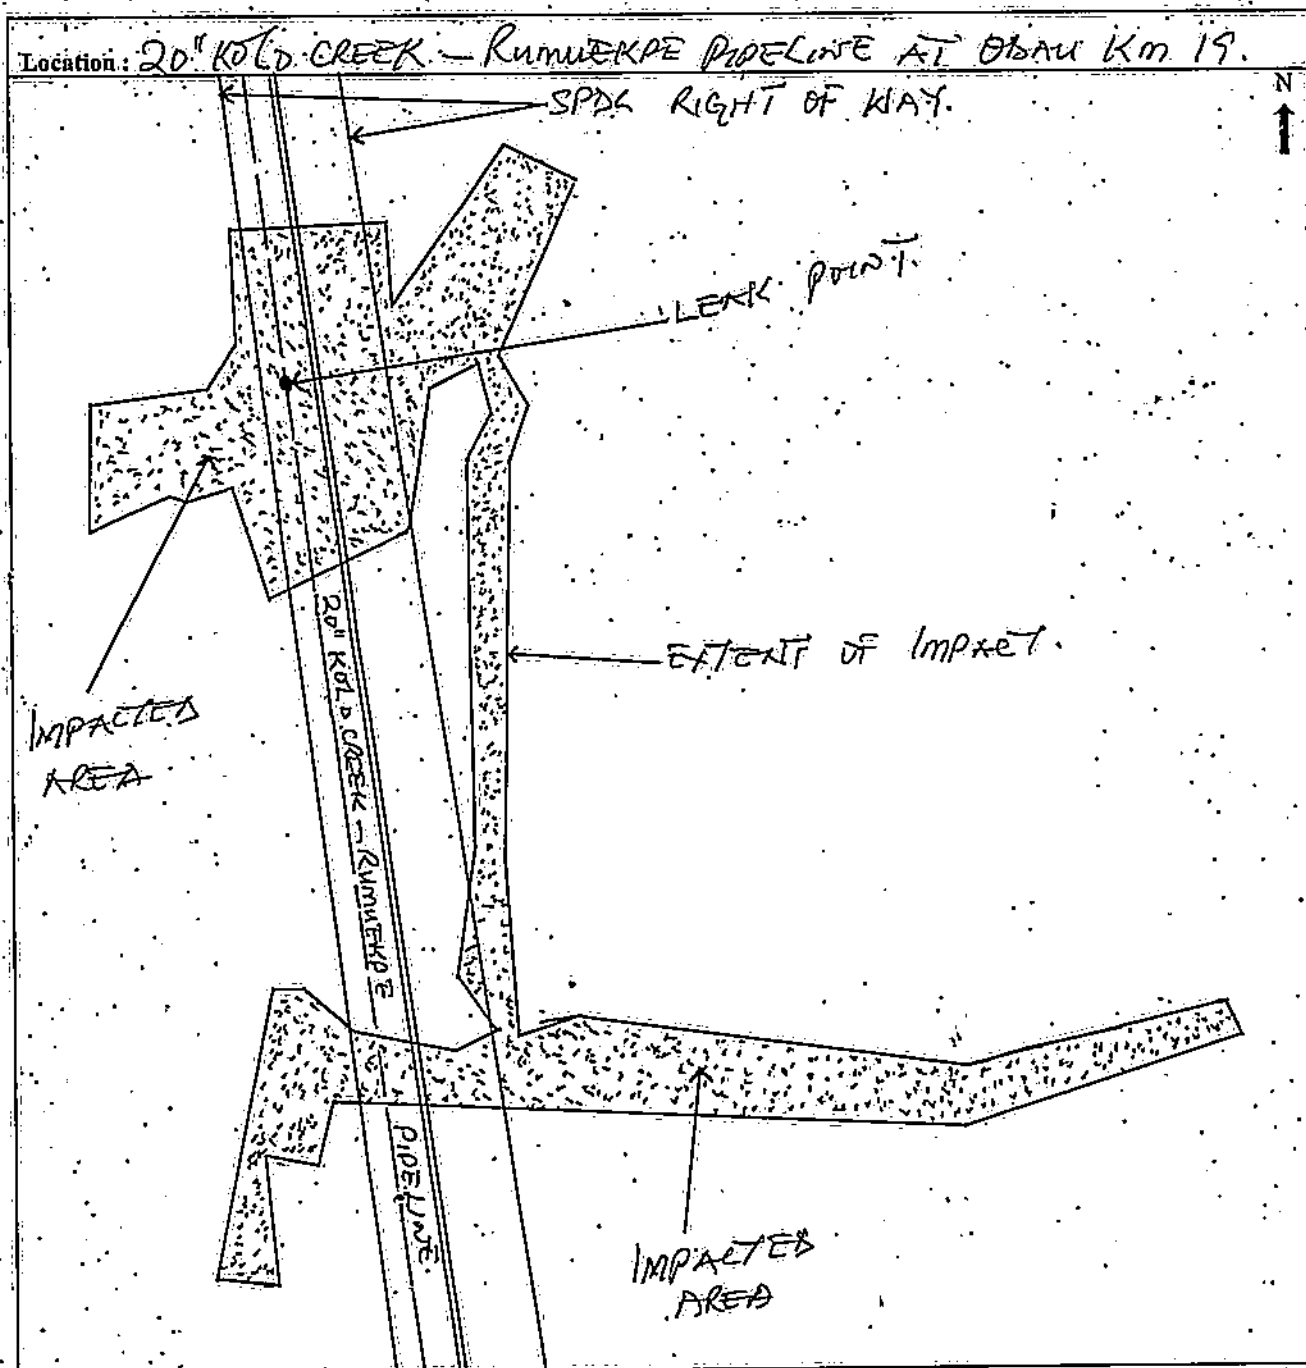 Location: 20" KOLO CREEK - RUMUEKPE PIPELINE AT ODAU Km 19.
SPDC RIGHT OF WAY.
N
LEAK POINT.
EXTENT OF IMPACT.
IMPACTED
AREA
20" KOLO CREEK - RUMUEKPE
PIPELINE
IMPACTED
AREA